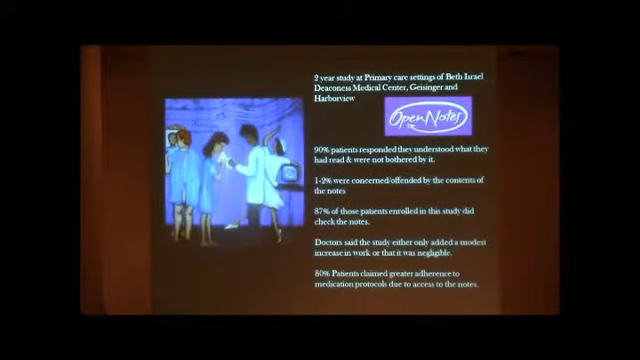 2 year study at Primary care settings of Beth Israel
Deaconess Medical Center, Geisinger and
Harborview
OpenNotes
90% patients responded they understood what they
had read & were not bothered by it.
1-2% were concerned/offended by the contents of
the notes
87% of those patients enrolled in this study did
check the notes.
Doctors said the study either only added a modest
increase in work or that it was negligible.
80% Patients claimed greater adherence to
medication protocols due to access to the notes.